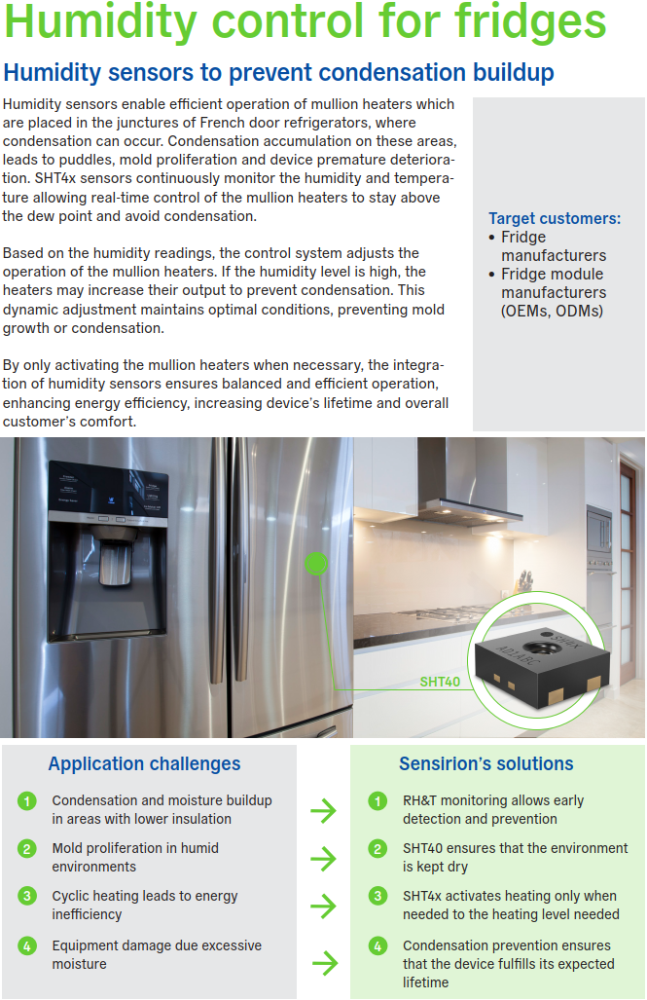 Humidity control for fridges
Humidity sensors to prevent condensation buildup
Humidity sensors enable efficient operation of mullion heaters which
are placed in the junctures of French door refrigerators, where
condensation can occur. Condensation accumulation on these areas,
leads to puddles, mold proliferation and device premature deteriora-
tion. SHT4x sensors continuously monitor the humidity and tempera-
ture allowing real-time control of the mullion heaters to stay above
the dew point and avoid condensation.
Based on the humidity readings, the control system adjusts the
operation of the mullion heaters. If the humidity level is high, the
heaters may increase their output to prevent condensation. This
dynamic adjustment maintains optimal conditions, preventing mold
growth or condensation.
By only activating the mullion heaters when necessary, the integra-
tion of humidity sensors ensures balanced and efficient operation,
enhancing energy efficiency, increasing device's lifetime and overall
customer's comfort.
Target customers:
• Fridge
manufacturers
• Fridge module
manufacturers
(OEMs, ODMs)
SHT4X
AD1ABC
SHT40
Application challenges
1 Condensation and moisture buildup
in areas with lower insulation
2 Mold proliferation in humid
environments
3 Cyclic heating leads to energy
inefficiency
4 Equipment damage due excessive
moisture
Sensirion's solutions
1 RH&T monitoring allows early
detection and prevention
2 SHT40 ensures that the environment
is kept dry
3 SHT4x activates heating only when
needed to the heating level needed
4 Condensation prevention ensures
that the device fulfills its expected
lifetime